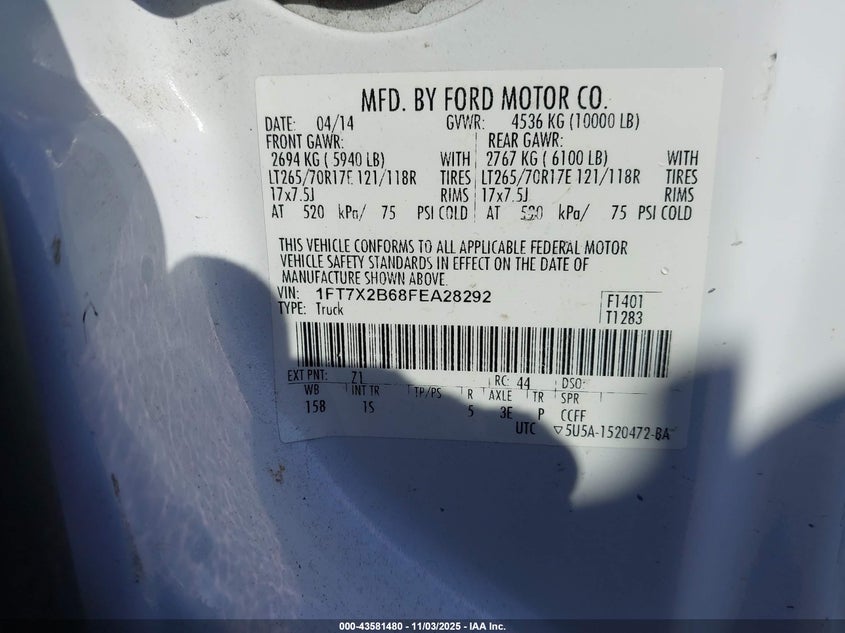 MFD. BY FORD MOTOR CO.
DATE: 04/14 GVWR: 4536 KG (10000 LB)
FRONT GAWR: REAR GAWR:
2694 KG ( 5940 LB) WITH 2767 KG ( 6100 LB) WITH
LT265/70R17E 121/118R TIRES LT265/70R17E 121/118R TIRES
17x7.5J RIMS 17x7.5J RIMS
AT 520 kPa/ 75 PSI COLD AT 520 kPa/ 75 PSI COLD
THIS VEHICLE CONFORMS TO ALL APPLICABLE FEDERAL MOTOR
VEHICLE SAFETY STANDARDS IN EFFECT ON THE DATE OF
MANUFACTURE SHOWN ABOVE.
VIN: 1FT7X2B68FEA28292 F1401
TYPE: Truck T1283
EXT PNT: Z1 RC: 44 DSO:
WB INT TR TP/PS R AXLE TR SPR
158 1S 5 3E P CCFF
UTC ▽5U5A-1520472-BA
000-43581480 - 11/03/2025 - IAA Inc.